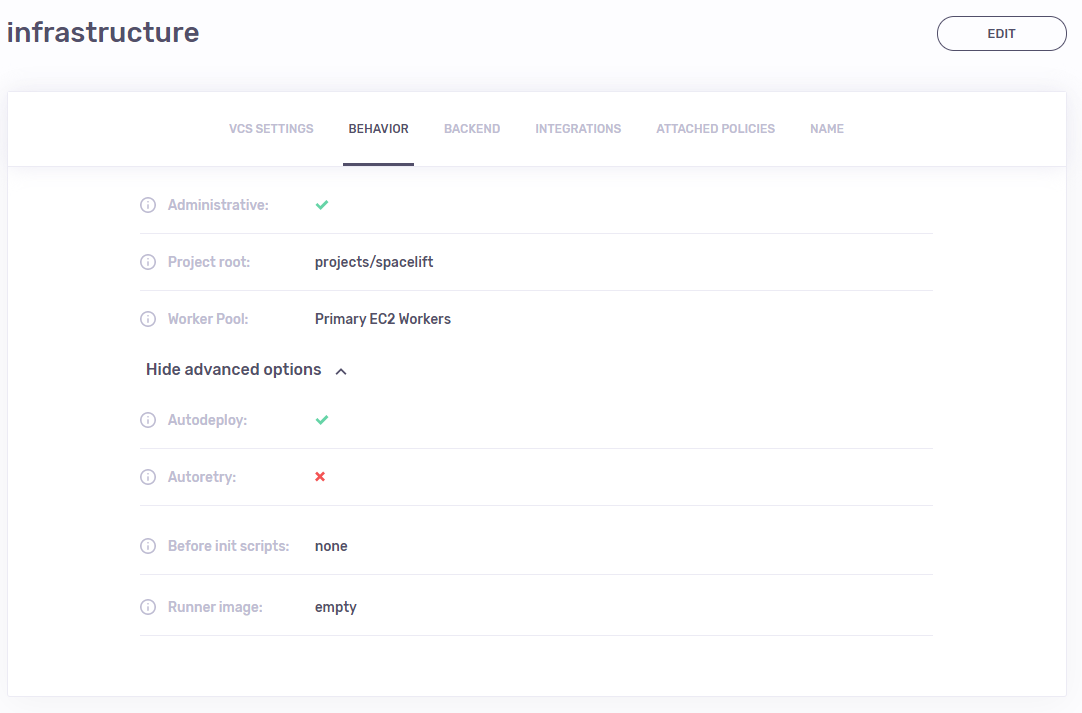 infrastructure
EDIT
VCS SETTINGS BEHAVIOR BACKEND INTEGRATIONS ATTACHED POLICIES NAME
Administrative:
Project root: projects/spacelift
Worker Pool: Primary EC2 Workers
Hide advanced options
Autodeploy:
Autoretry:
Before init scripts: none
Runner image: empty